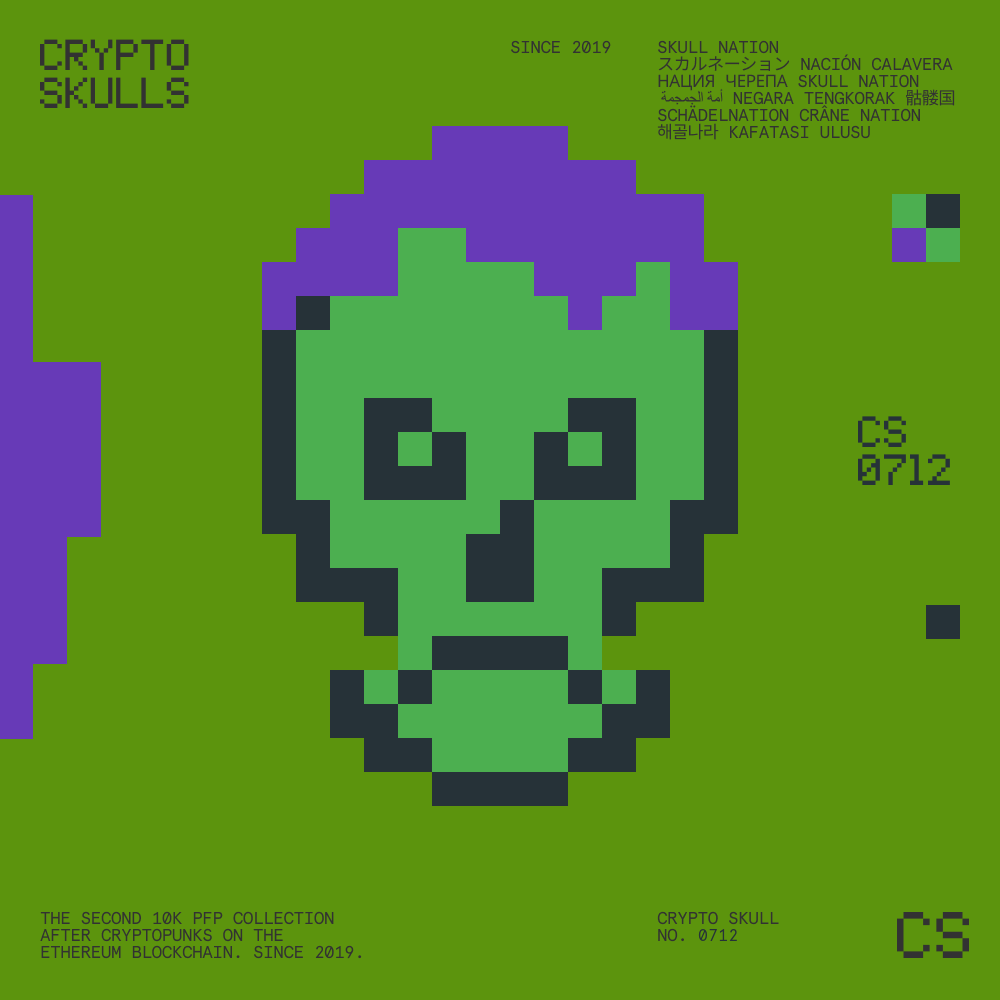 CRYPTO
SKULLS
SINCE 2019
SKULL NATION
スカルネーション NACIÓN CALAVERA
НАЦИЯ ЧЕРЕПА SKULL NATION
أمة الجمجمة NEGARA TENGKORAK 骷髅国
SCHÄDELNATION CRÂNE NATION
해골나라 KAFATASI ULUSU
CS
0712
THE SECOND 10K PFP COLLECTION
AFTER CRYPTOPUNKS ON THE
ETHEREUM BLOCKCHAIN. SINCE 2019.
CRYPTO SKULL
NO. 0712
CS